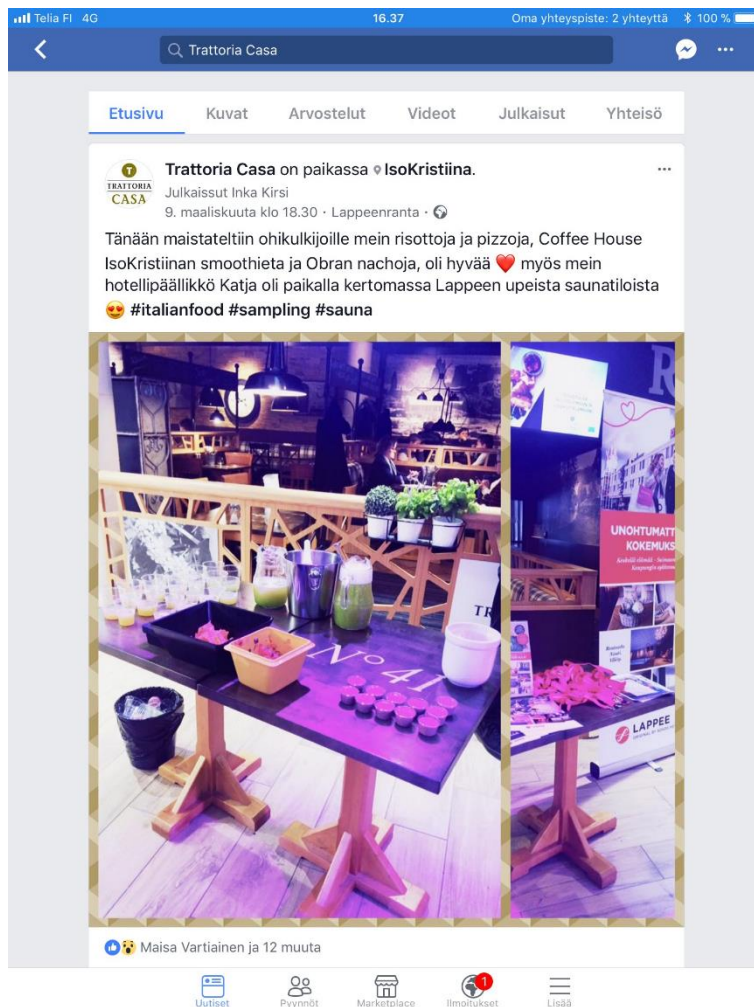 Telia FI 4G 16.37 Oma yhteyspiste: 2 yhteyttä 100 %
Trattoria Casa
Etusivu Kuvat Arvostelut Videot Julkaisut Yhteisö
T
TRATTORIA
CASA
Trattoria Casa on paikassa IsoKristiina.
Julkaissut Inka Kirsi
9. maaliskuuta klo 18.30 · Lappeenranta ·
Tänään maistateltiin ohikulkijoille mein risottoja ja pizzoja, Coffee House
IsoKristiinan smoothieta ja Obran nachoja, oli hyvää ❤️ myös mein
hotellipäällikkö Katja oli paikalla kertomassa Lappeen upeista saunatiloista
😍 #italianfood #sampling #sauna
R
UNOHTUMATT
KOKEMUKS
TR
N° 41
LAPPEE
Maisa Vartiainen ja 12 muuta
1
Uutiset Pyynnöt Marketplace Ilmoitukset Lisää